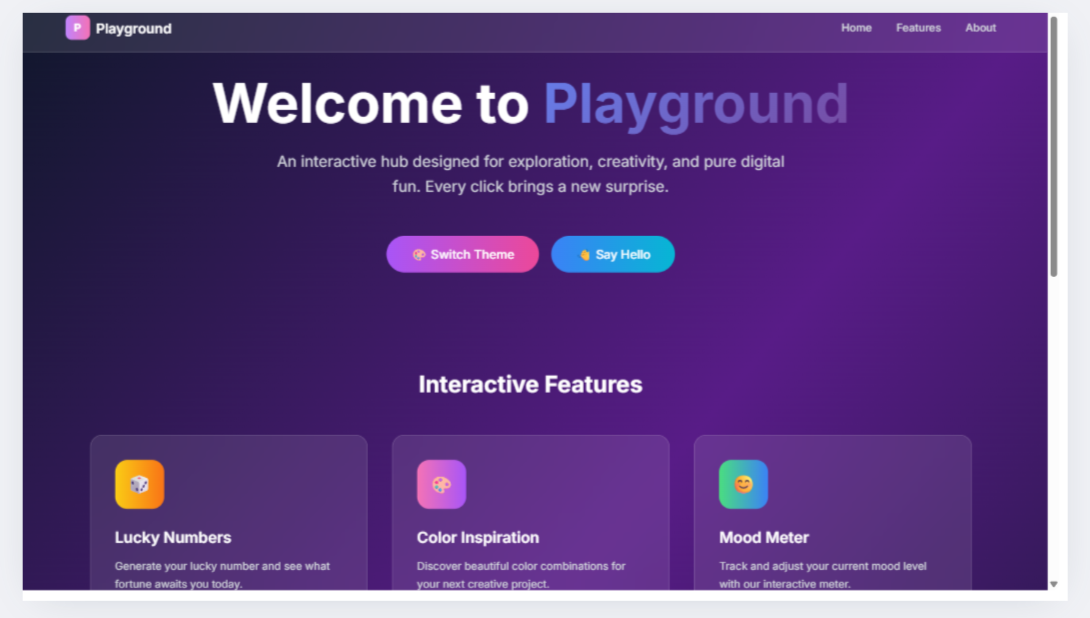 P Playground
Home Features About
Welcome to Playground
An interactive hub designed for exploration, creativity, and pure digital
fun. Every click brings a new surprise.
🎨 Switch Theme
👋 Say Hello
Interactive Features
Lucky Numbers
Generate your lucky number and see what
fortune awaits you today.
Color Inspiration
Discover beautiful color combinations for
your next creative project.
Mood Meter
Track and adjust your current mood level
with our interactive meter.